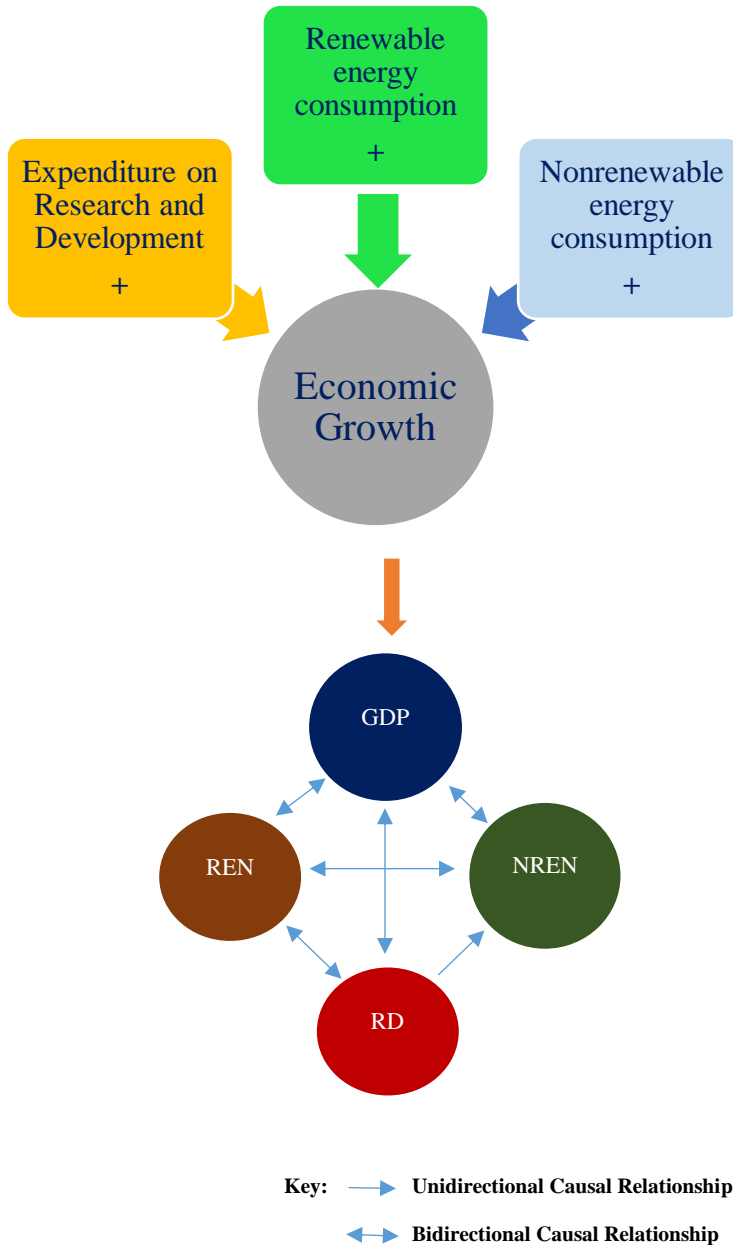 Renewable
energy
consumption
+
Expenditure on
Research and
Development
+
Nonrenewable
energy
consumption
+
Economic
Growth
GDP
REN
NREN
RD
Key: Unidirectional Causal Relationship
Bidirectional Causal Relationship